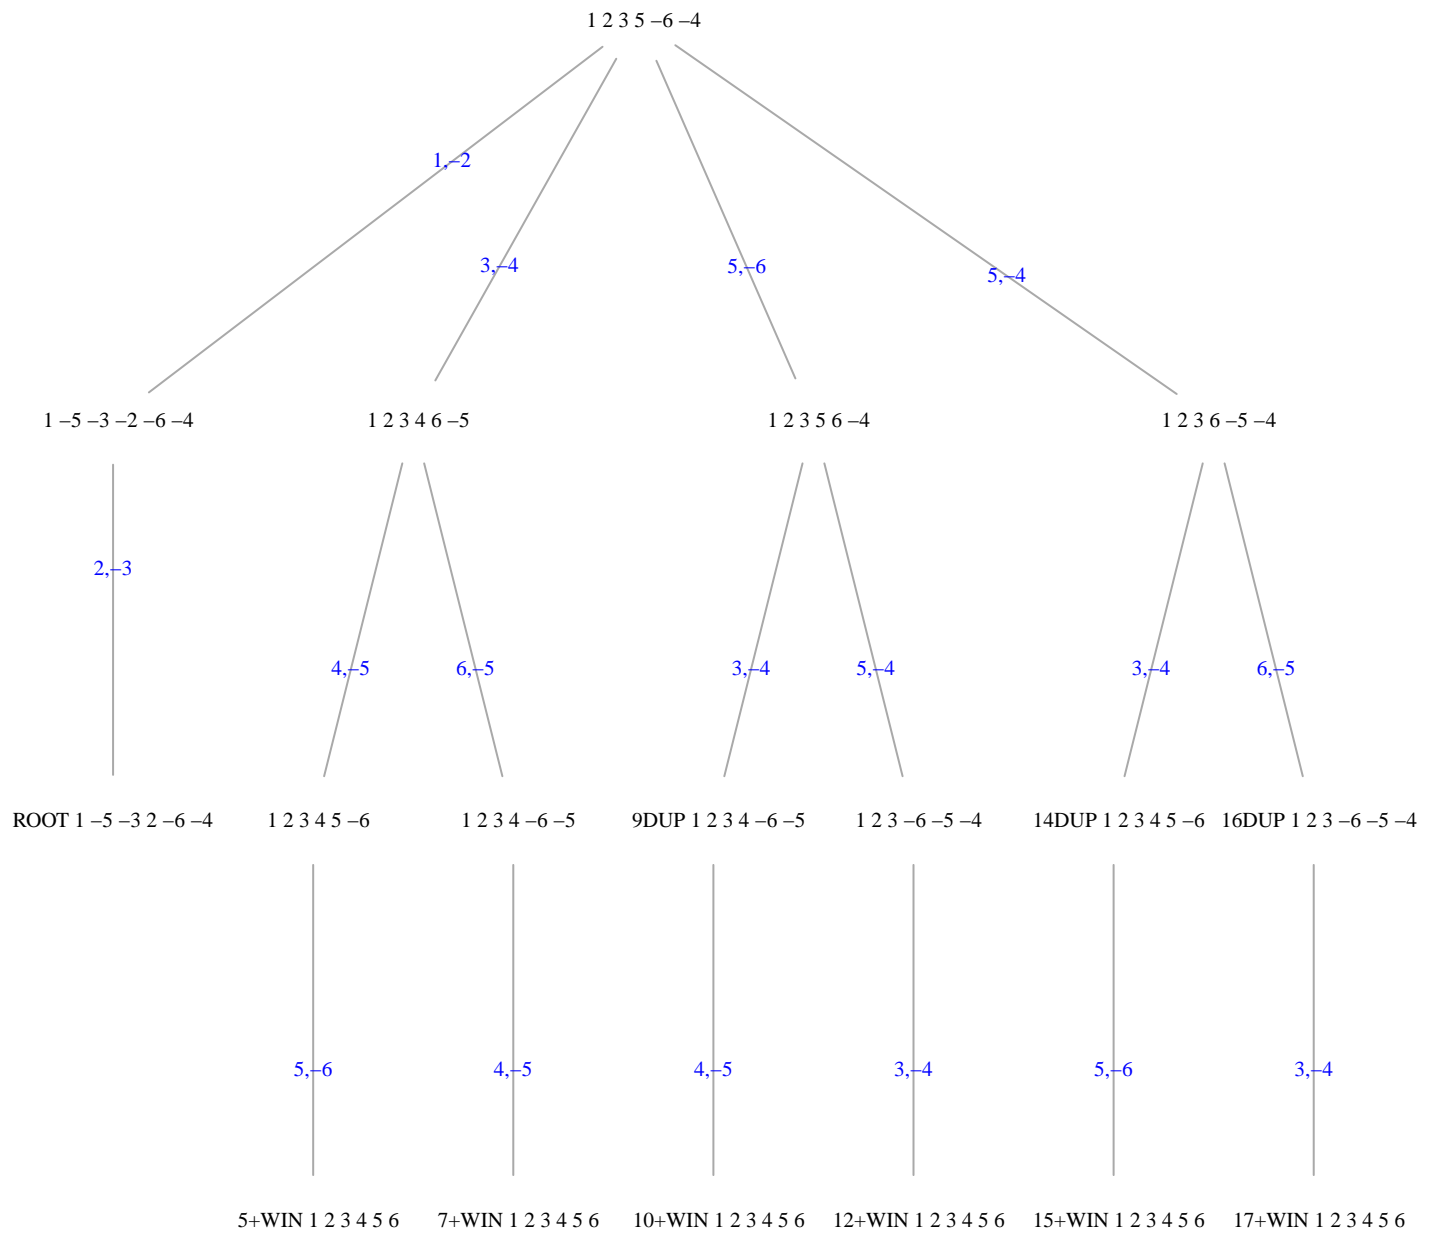 1 2 3 5 –6 –4
1,–2
3,–4
5,–6
5,–4
1 –5 –3 –2 –6 –4
1 2 3 4 6 –5
1 2 3 5 6 –4
1 2 3 6 –5 –4
2,–3
4,–5
6,–5
3,–4
5,–4
3,–4
6,–5
ROOT 1 –5 –3 2 –6 –4
1 2 3 4 5 –6
1 2 3 4 –6 –5
9DUP 1 2 3 4 –6 –5
1 2 3 –6 –5 –4
14DUP 1 2 3 4 5 –6
16DUP 1 2 3 –6 –5 –4
5,–6
4,–5
4,–5
3,–4
5,–6
3,–4
5+WIN 1 2 3 4 5 6
7+WIN 1 2 3 4 5 6
10+WIN 1 2 3 4 5 6
12+WIN 1 2 3 4 5 6
15+WIN 1 2 3 4 5 6
17+WIN 1 2 3 4 5 6